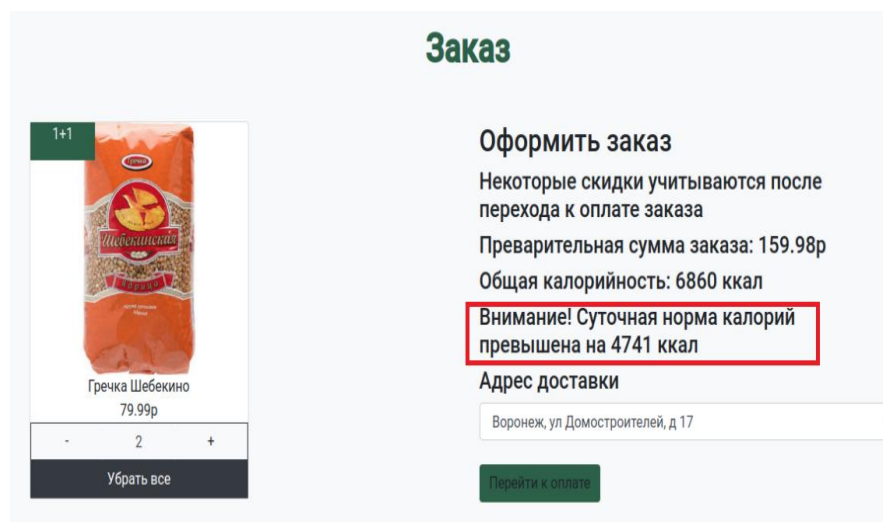 Заказ
1+1
Гречка
Шебекинская
Гречка Шебекино
79.99р
- 2 +
Убрать все
Оформить заказ
Некоторые скидки учитываются после
перехода к оплате заказа
Преварительная сумма заказа: 159.98р
Общая калорийность: 6860 ккал
Внимание! Суточная норма калорий
превышена на 4741 ккал
Адрес доставки
Воронеж, ул Домостроителей, д 17
Перейти к оплате